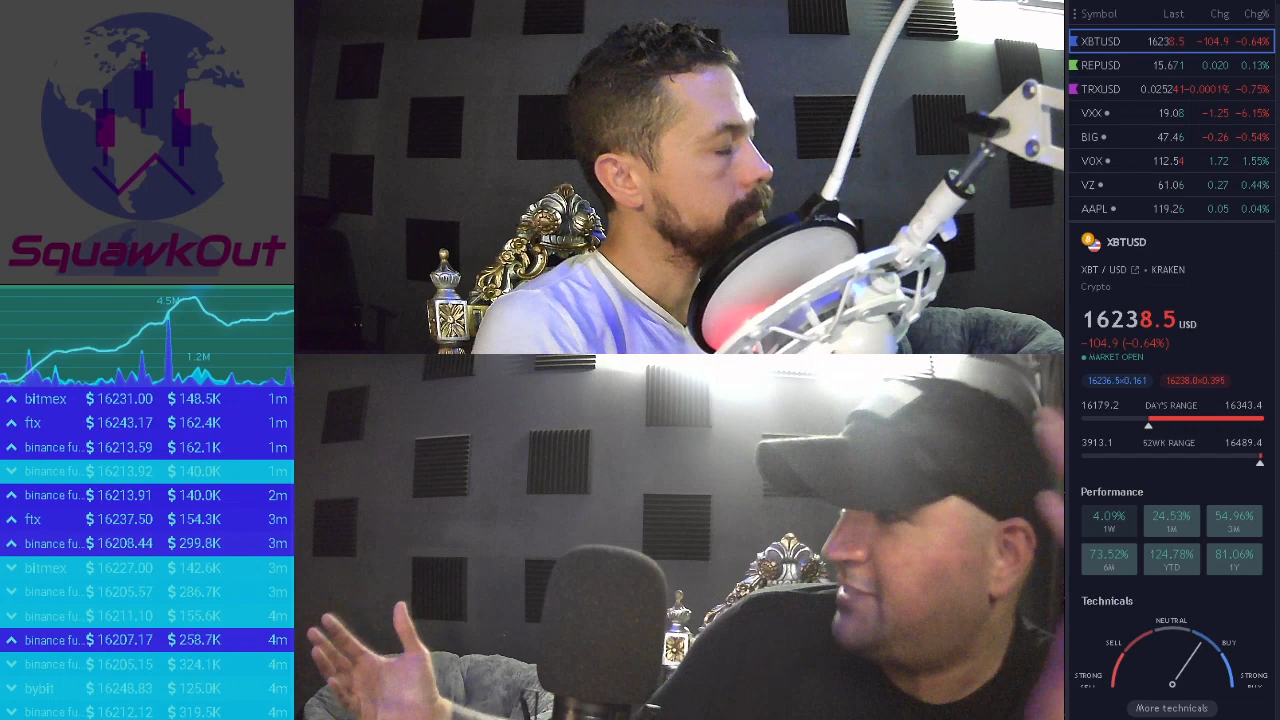 SquawkOut
4.5M
1.2M
bitmex $ 16231.00 $ 148.5K 1m
ftx $ 16243.17 $ 162.4K 1m
binance fu... $ 16213.59 $ 162.1K 1m
binance fu... $ 16213.92 $ 140.0K 1m
binance fu... $ 16213.91 $ 140.0K 2m
ftx $ 16237.50 $ 154.3K 3m
binance fu... $ 16208.44 $ 299.8K 3m
bitmex $ 16227.00 $ 142.6K 3m
binance fu... $ 16205.57 $ 286.7K 3m
binance fu... $ 16211.10 $ 155.6K 4m
binance fu... $ 16207.17 $ 258.7K 4m
binance fu... $ 16205.15 $ 324.1K 4m
bybit $ 16248.83 $ 125.0K 4m
binance fu... $ 16212.12 $ 319.5K 4m
Symbol Last Chg Chg%
XBTUSD 16238.5 −104.9 −0.64%
REPUSD 15.671 0.020 0.13%
TRXUSD 0.025241 −0.00019 −0.75%
VXX 19.08 −1.25 −6.15%
BIG 47.46 −0.26 −0.54%
VOX 112.54 1.72 1.55%
VZ 61.06 0.27 0.44%
AAPL 119.26 0.05 0.04%
XBTUSD
XBT / USD • KRAKEN
Crypto
16238.5 USD
−104.9 (−0.64%)
MARKET OPEN
16236.5×0.161 16238.0×0.395
16179.2 DAY'S RANGE 16343.4
3913.1 52WK RANGE 16489.4
Performance
4.09% 24.53% 54.96%
1W 1M 3M
73.52% 124.78% 81.06%
6M YTD 1Y
Technicals
NEUTRAL
SELL BUY
STRONG STRONG
SELL BUY
More technicals